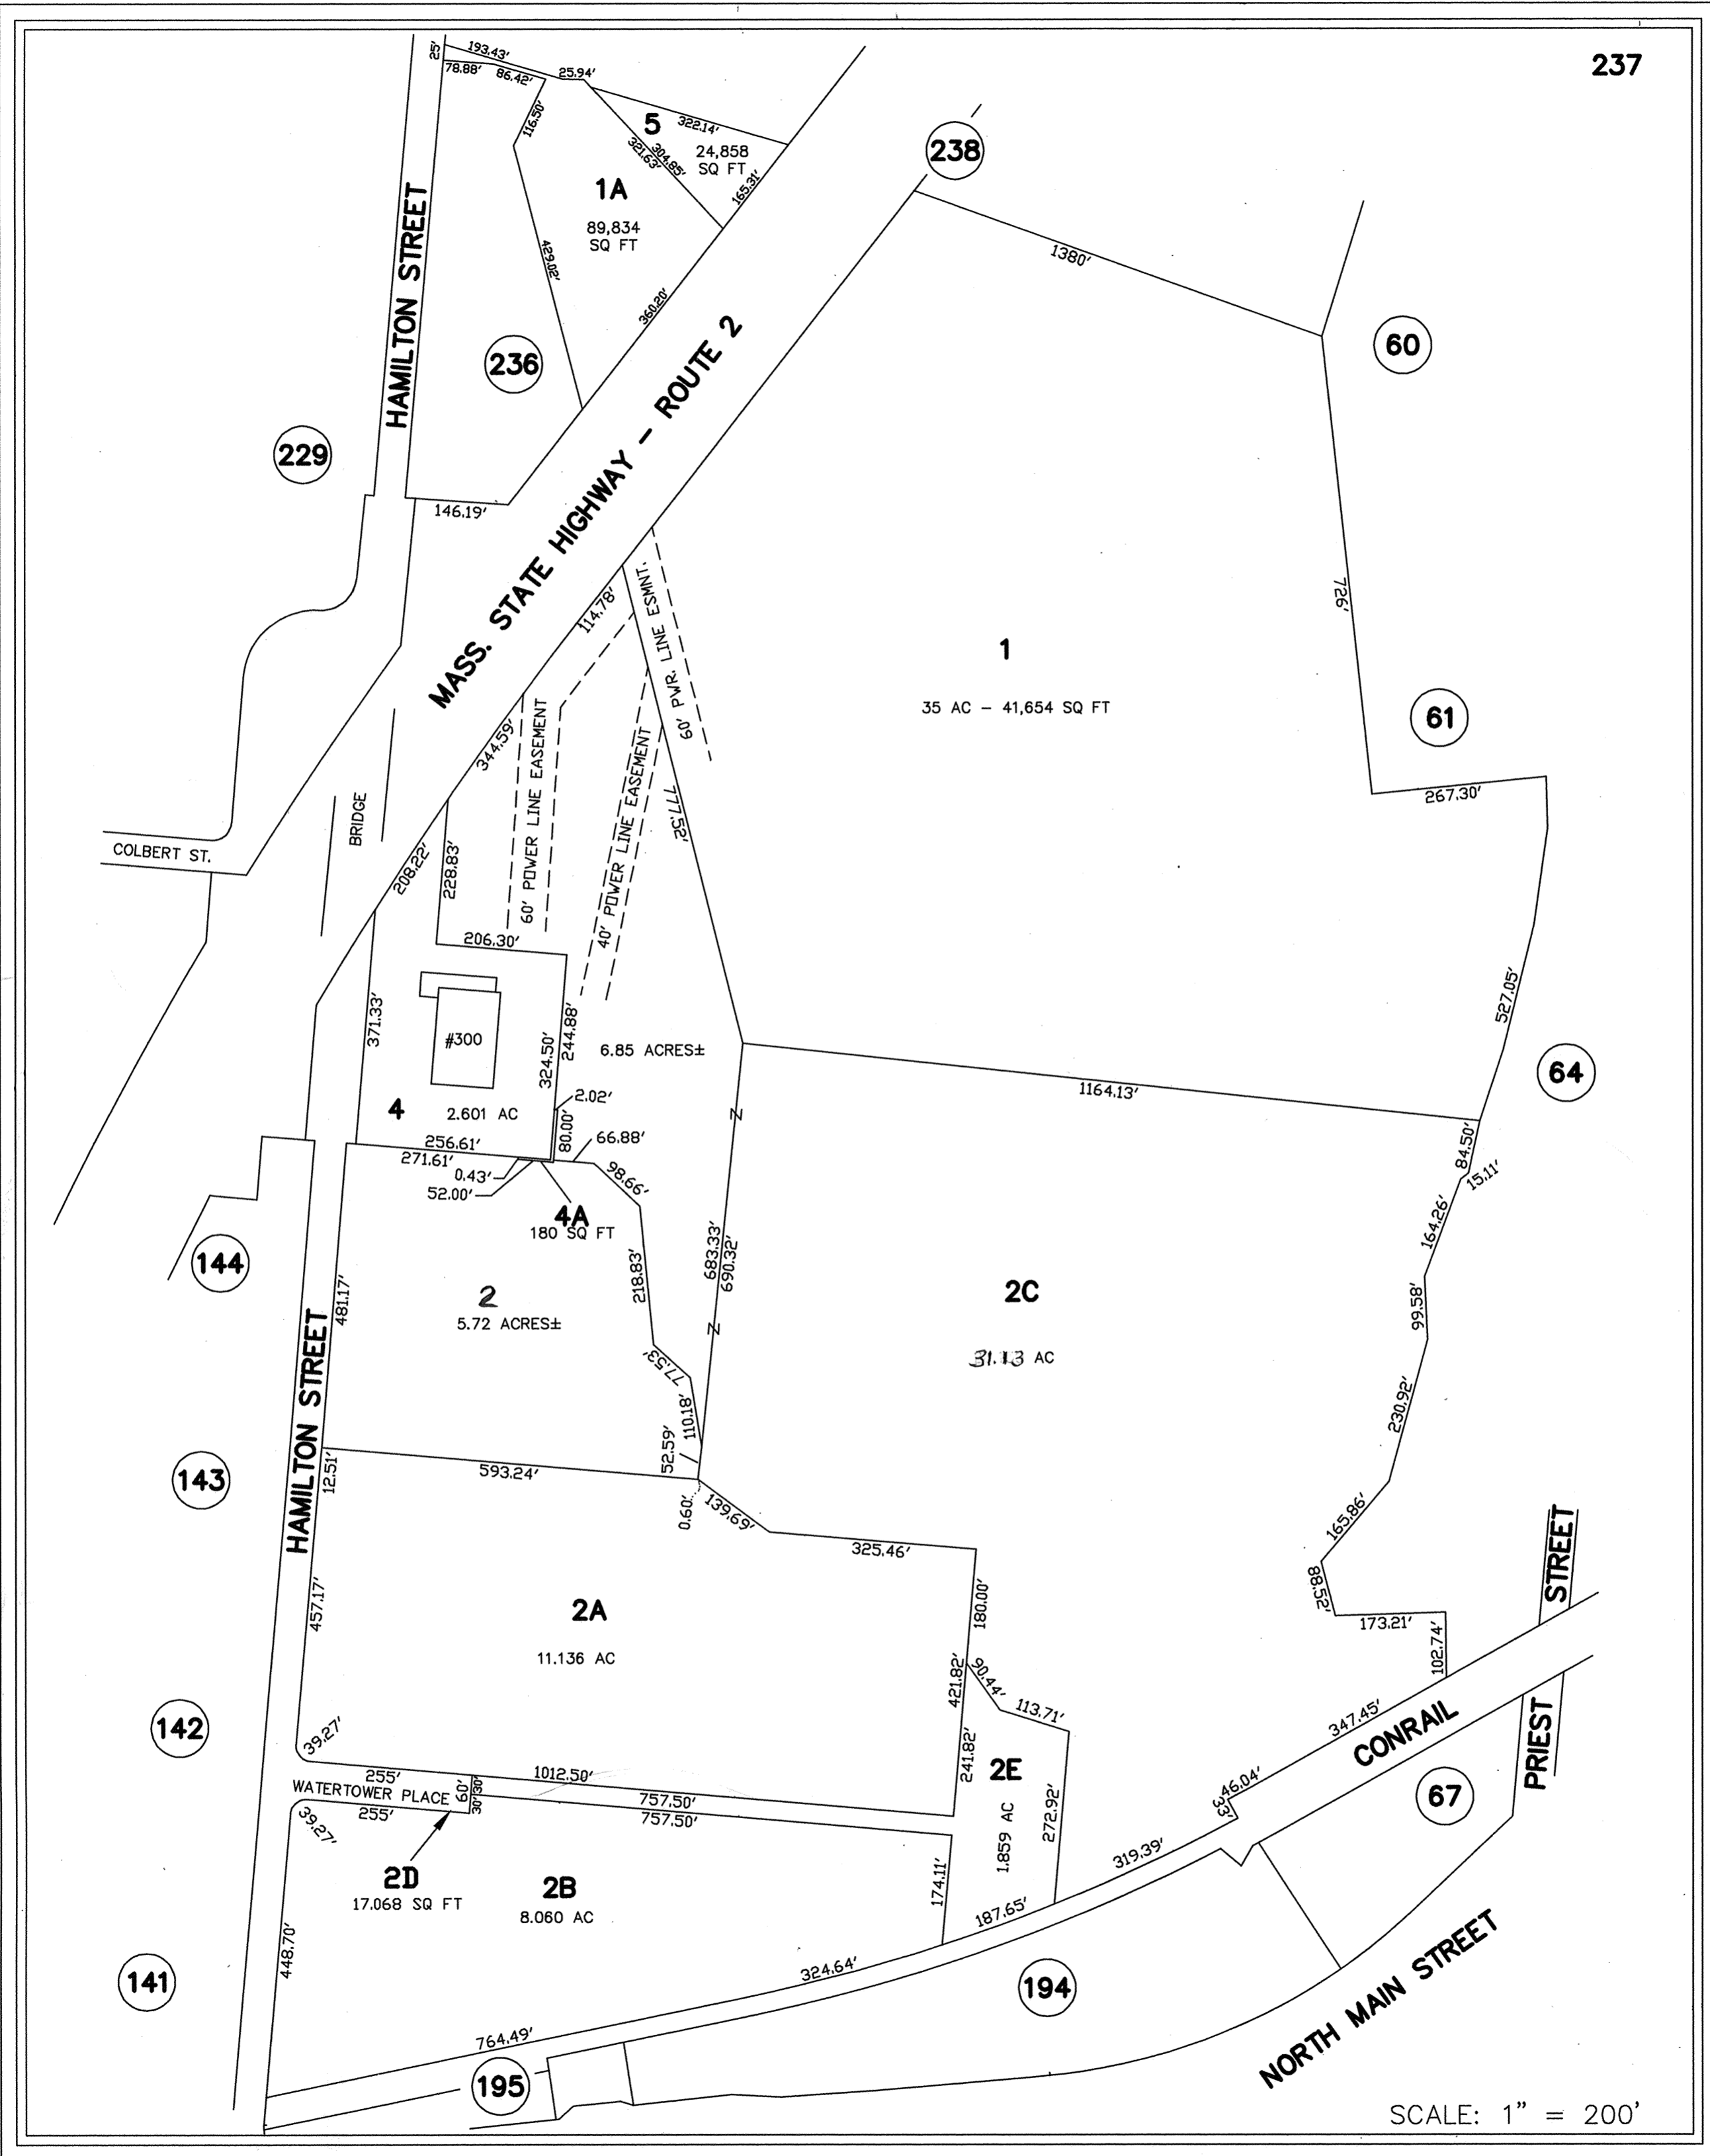 237
25'
193.43'
78.88'
86.42'
25.94'
116.50'
5
322.14'
304.85'
321.63'
24,858
SQ FT
165.31'
238
1A
89,834
SQ FT
429.02'
360.20'
HAMILTON STREET
1380'
236
60
229
146.19'
MASS. STATE HIGHWAY - ROUTE 2
114.78'
60' PWR. LINE ESMNT.
726'
1
35 AC - 41,654 SQ FT
61
267.30'
344.59'
60' POWER LINE EASEMENT
40' POWER LINE EASEMENT
777.52'
BRIDGE
COLBERT ST.
208.22'
228.83'
206.30'
371.33'
#300
324.50'
244.88'
6.85 ACRES±
527.05'
64
1164.13'
4
2.601 AC
2.02'
80.00'
66.88'
256.61'
271.61'
0.43'
52.00'
98.66'
4A
180 SQ FT
84.50'
15.11'
164.26'
144
481.17'
2
5.72 ACRES±
218.83'
683.33'
690.32'
Z
Z
2C
31.13 AC
99.58'
77.53'
110.18'
52.59'
230.92'
HAMILTON STREET
143
12.51'
593.24'
0.60'
139.69'
325.46'
165.86'
88.52'
173.21'
102.74'
STREET
457.17'
2A
11.136 AC
180.00'
421.82'
90.44'
113.71'
241.82'
142
39.27'
255'
1012.50'
WATERTOWER PLACE
60'
30'
30'
757.50'
757.50'
255'
39.27'
2E
1.859 AC
272.92'
347.45'
CONRAIL
PRIEST
46.04'
33'
67
319.39'
2D
17.068 SQ FT
2B
8.060 AC
174.11'
187.65'
448.70'
141
324.64'
194
764.49'
195
NORTH MAIN STREET
SCALE: 1" = 200'